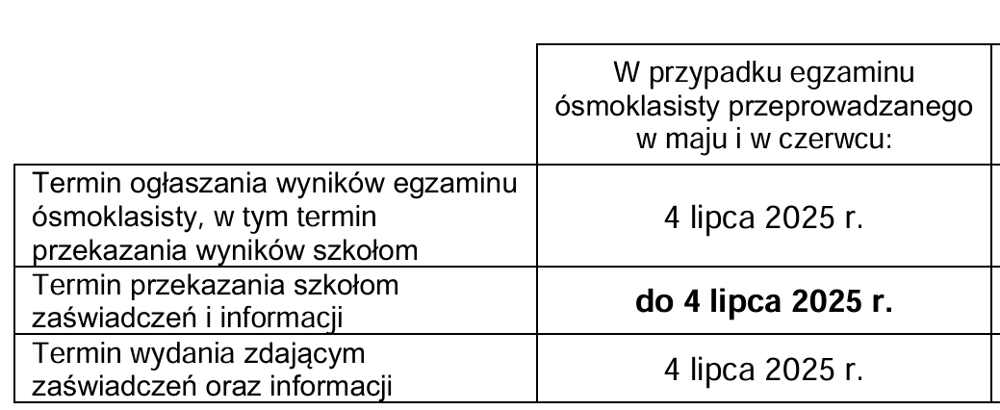 W przypadku egzaminu
ósmoklasisty przeprowadzanego
w maju i w czerwcu:
Termin ogłaszania wyników egzaminu
ósmoklasisty, w tym termin
przekazania wyników szkołom
4 lipca 2025 r.
Termin przekazania szkołom
zaświadczeń i informacji
do 4 lipca 2025 r.
Termin wydania zdającym
zaświadczeń oraz informacji
4 lipca 2025 r.